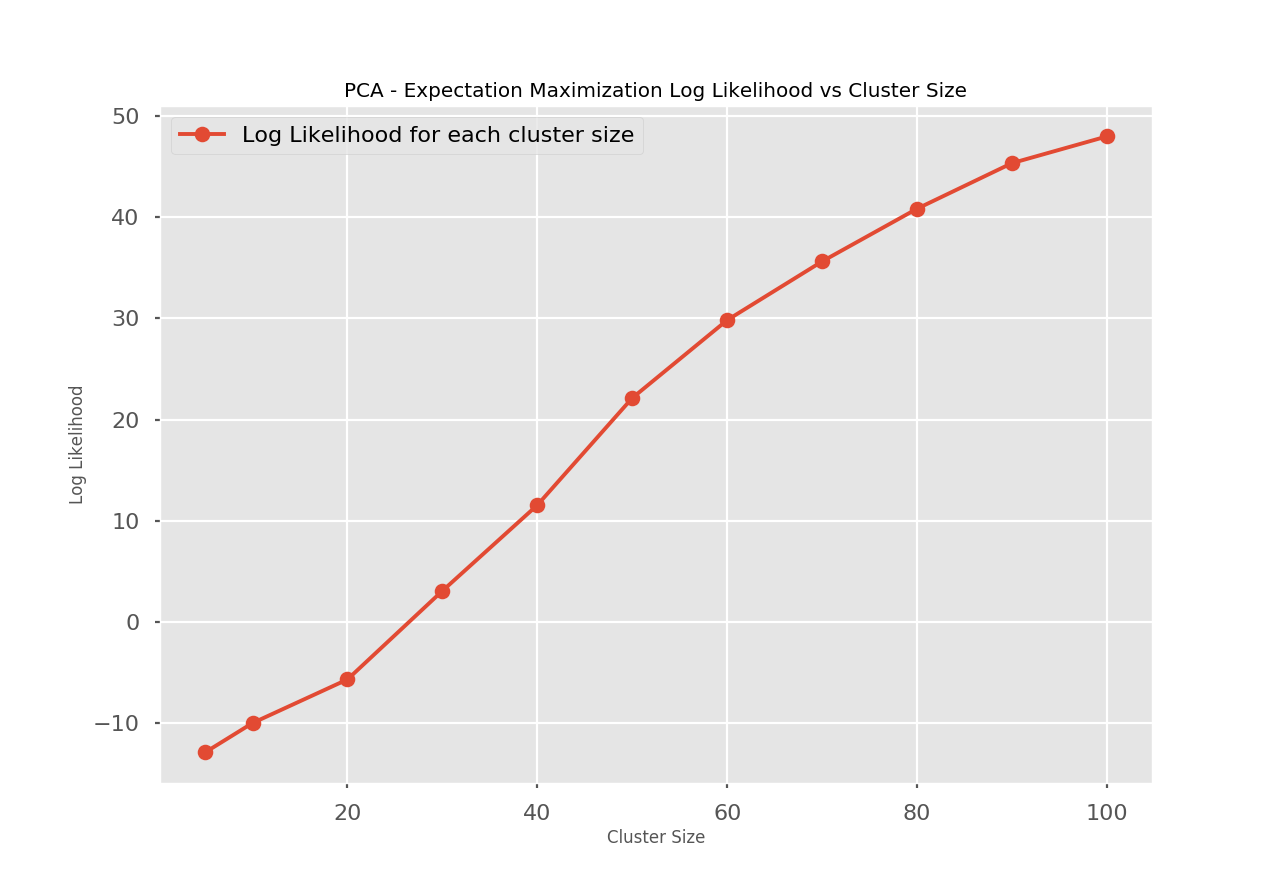 PCA - Expectation Maximization Log Likelihood vs Cluster Size
Log Likelihood for each cluster size
50
40
30
20
10
0
−10
Log Likelihood
20 40 60 80 100
Cluster Size